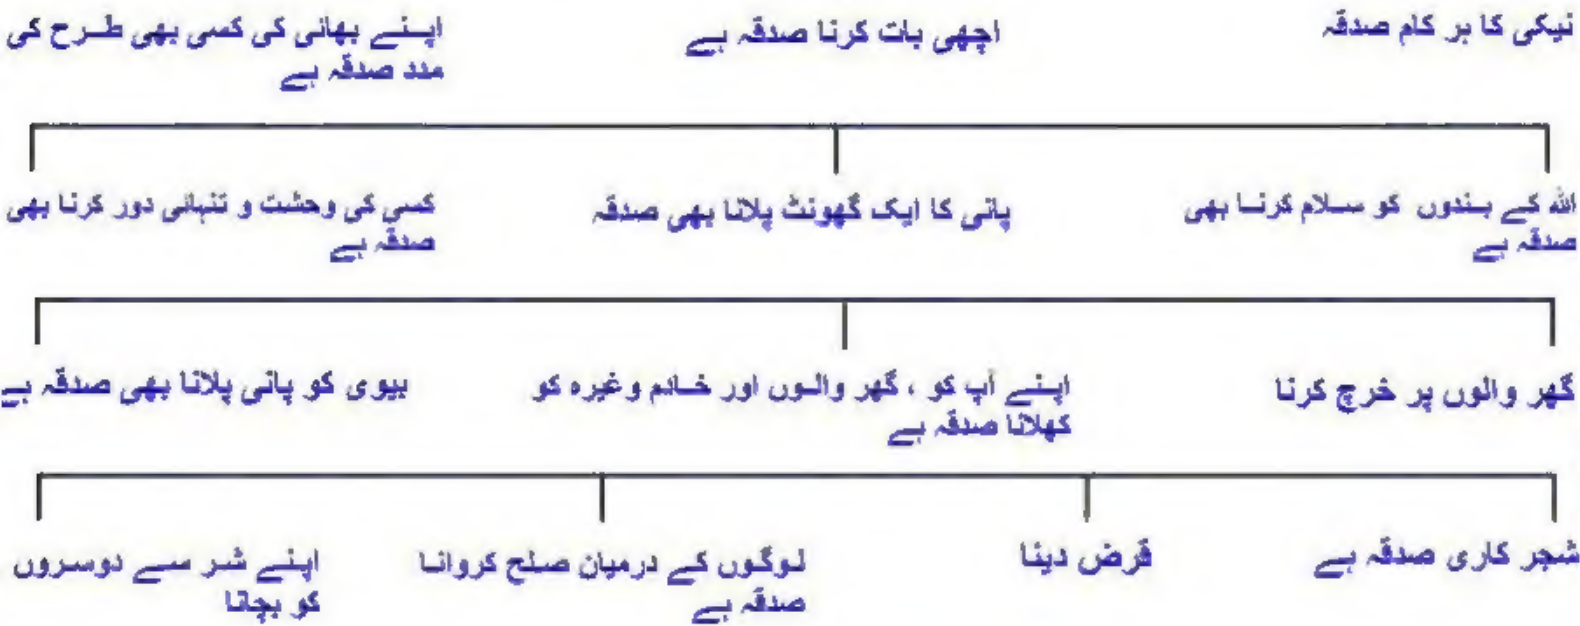 نیکی کا ہر کام صدقہ
اچھی بات کرنا صدقہ ہے
اپنے بھائی کی کسی بھی طرح کی
مدد صدقہ ہے
اللہ کے بندوں کو سلام کرنا بھی
صدقہ ہے
پانی کا ایک گھونٹ پلانا بھی صدقہ
کسی کی وحشت و تنہائی دور کرنا بھی
صدقہ ہے
گھر والوں پر خرچ کرنا
اپنے آپ کو ، گھر والوں اور خادم وغیرہ کو
کھلانا صدقہ ہے
بیوی کو پانی پلانا بھی صدقہ ہے
شجر کاری صدقہ ہے
قرض دینا
لوگوں کے درمیان صلح کروانا
صدقہ ہے
اپنے شر سے دوسروں
کو بچانا